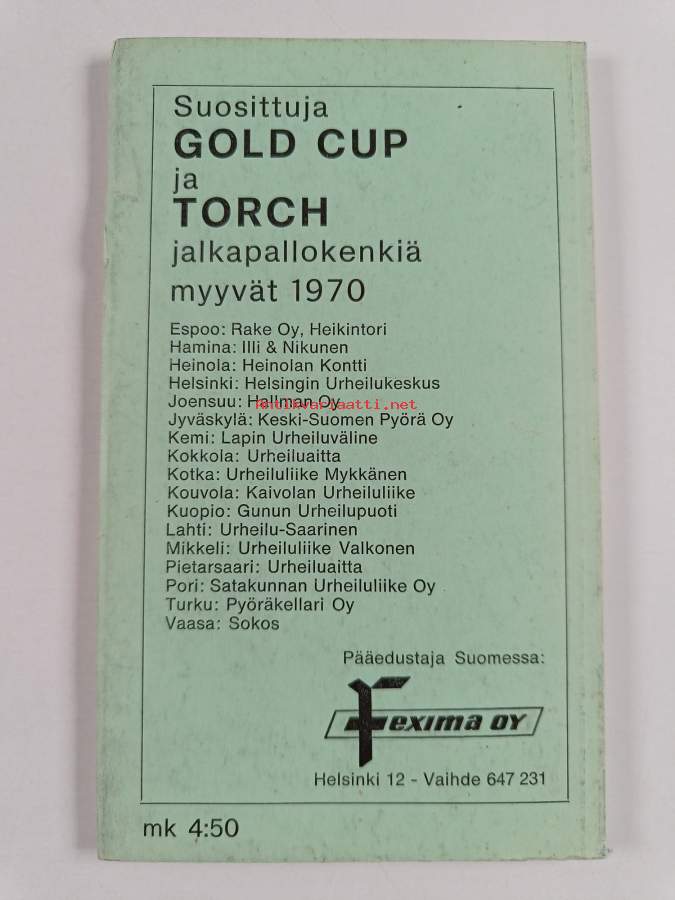 Suosittuja
GOLD CUP
ja
TORCH
jalkapallokenkiä
myyvät 1970
Espoo: Rake Oy, Heikintori
Hamina: Illi & Nikunen
Heinola: Heinolan Kontti
Helsinki: Helsingin Urheilukeskus
Joensuu: Hallman Oy
Antikvariaatti.net
Jyväskylä: Keski-Suomen Pyörä Oy
Kemi: Lapin Urheiluväline
Kokkola: Urheiluaitta
Kotka: Urheiluliike Mykkänen
Kouvola: Kaivolan Urheiluliike
Kuopio: Gunun Urheilupuoti
Lahti: Urheilu-Saarinen
Mikkeli: Urheiluliike Valkonen
Pietarsaari: Urheiluaitta
Pori: Satakunnan Urheiluliike Oy
Turku: Pyöräkellari Oy
Vaasa: Sokos
Pääedustaja Suomessa:
Fexima OY
Helsinki 12 - Vaihde 647 231
mk 4:50